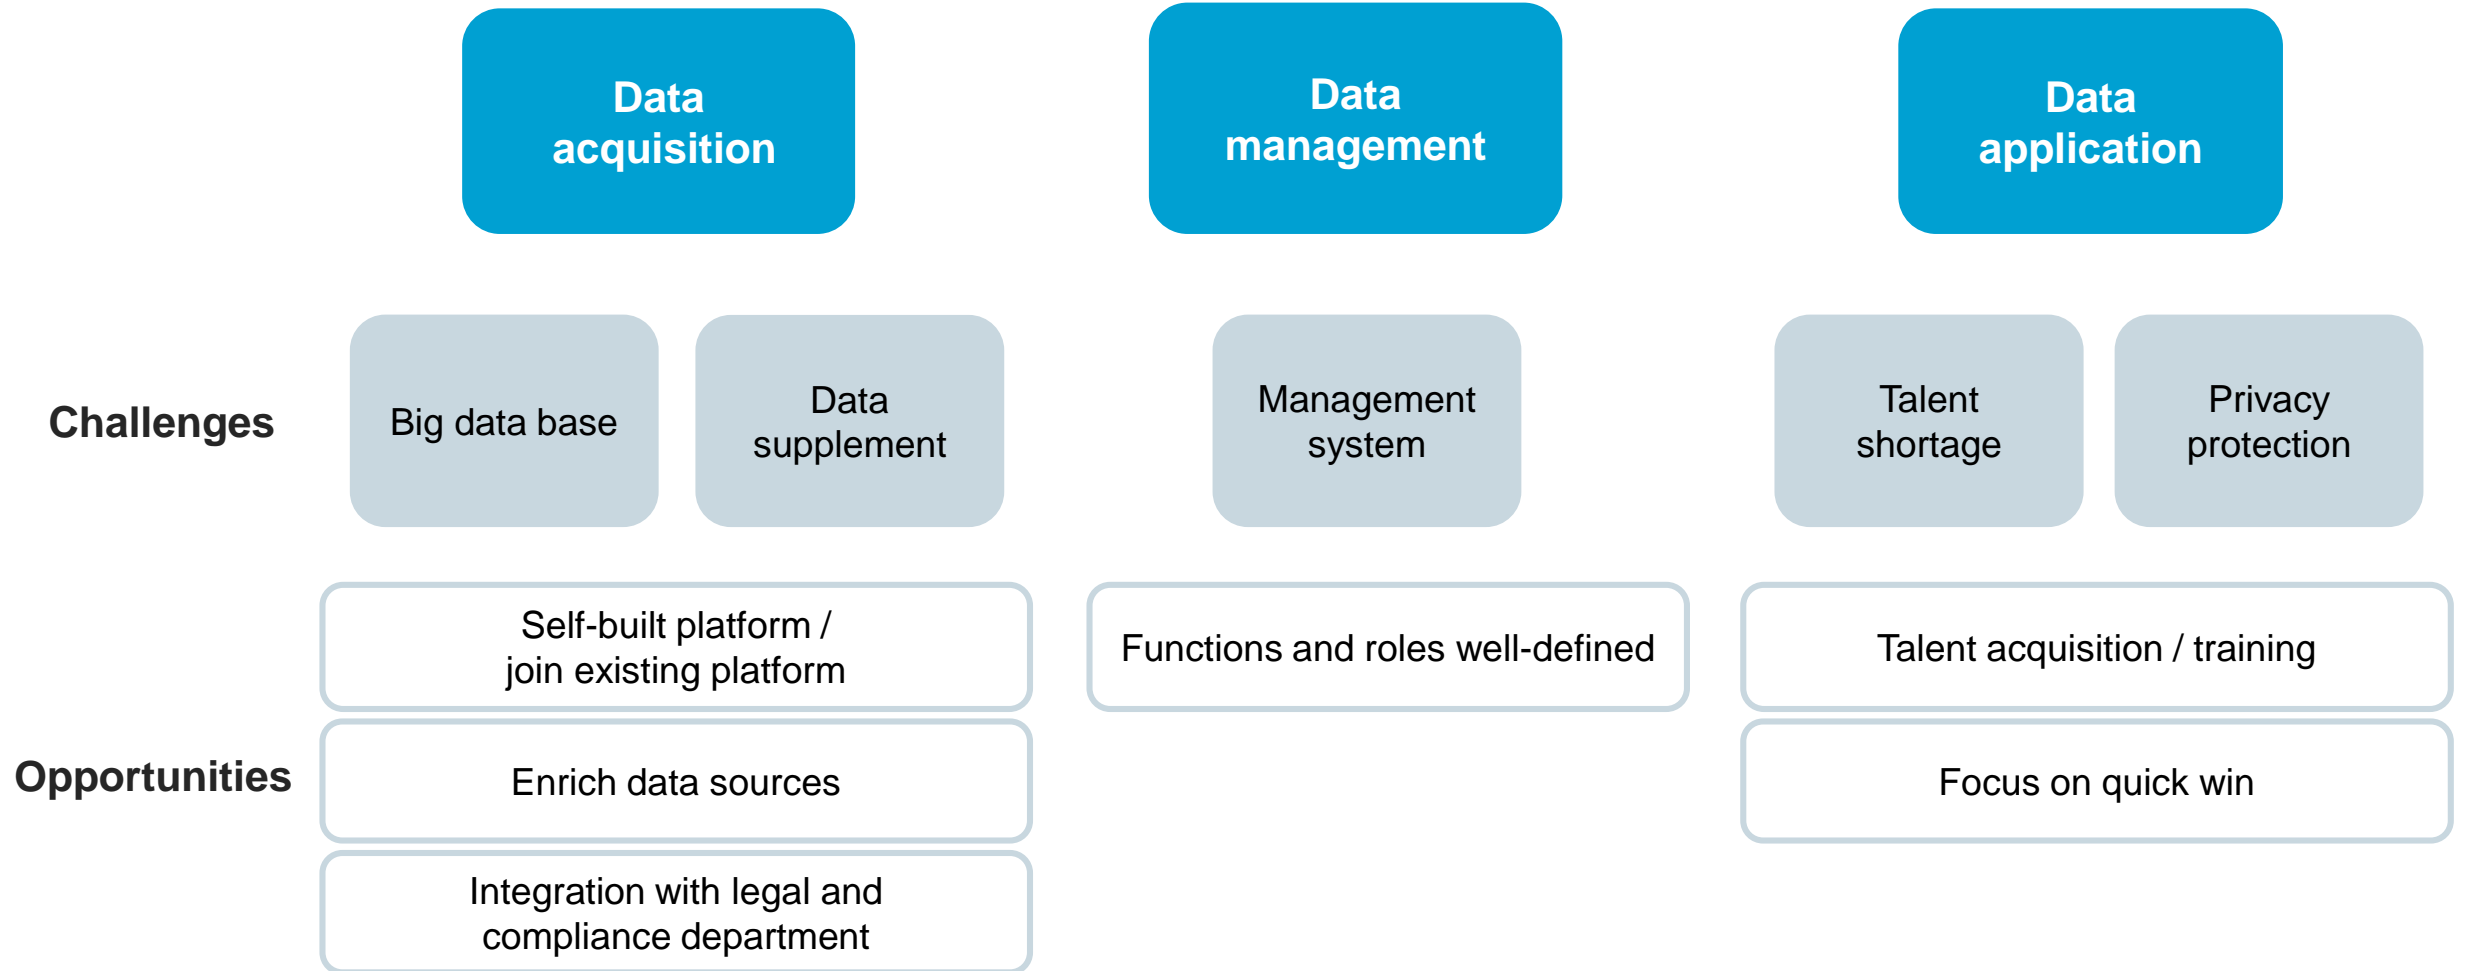 Data
acquisition
Data
management
Data
application
Challenges
Big data base
Data
supplement
Management
system
Talent
shortage
Privacy
protection
Opportunities
Self-built platform /
join existing platform
Enrich data sources
Integration with legal and
compliance department
Functions and roles well-defined
Talent acquisition / training
Focus on quick win